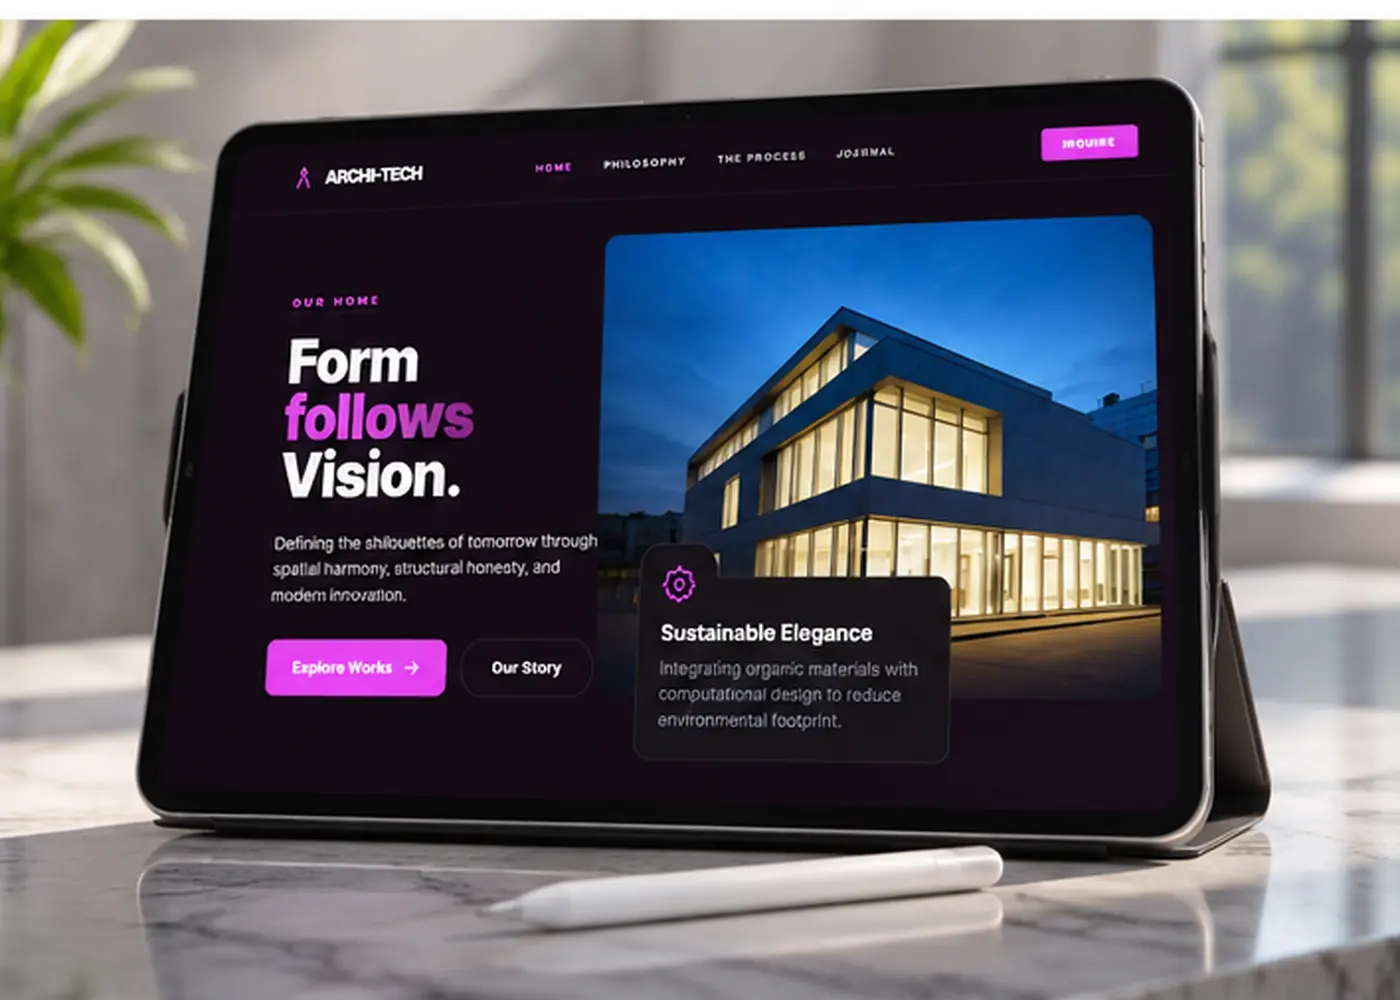 ARCHI-TECH
HOME
PHILOSOPHY
THE PROCESS
JOURNAL
INQUIRE
OUR HOME
Form
follows
Vision.
Defining the silhouettes of tomorrow through
spatial harmony, structural honesty, and
modern innovation.
Explore Works →
Our Story
Sustainable Elegance
Integrating organic materials with
computational design to reduce
environmental footprint.